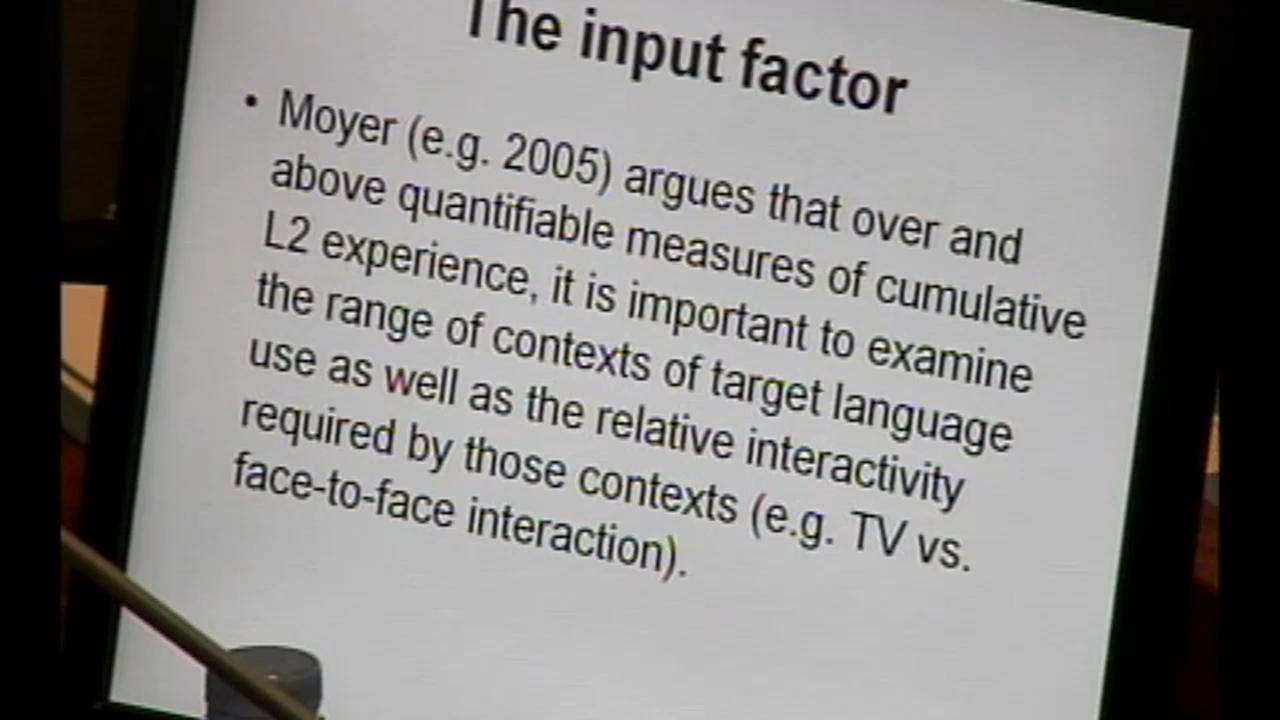 The input factor
• Moyer (e.g. 2005) argues that over and
above quantifiable measures of cumulative
L2 experience, it is important to examine
the range of contexts of target language
use as well as the relative interactivity
required by those contexts (e.g. TV vs.
face-to-face interaction).